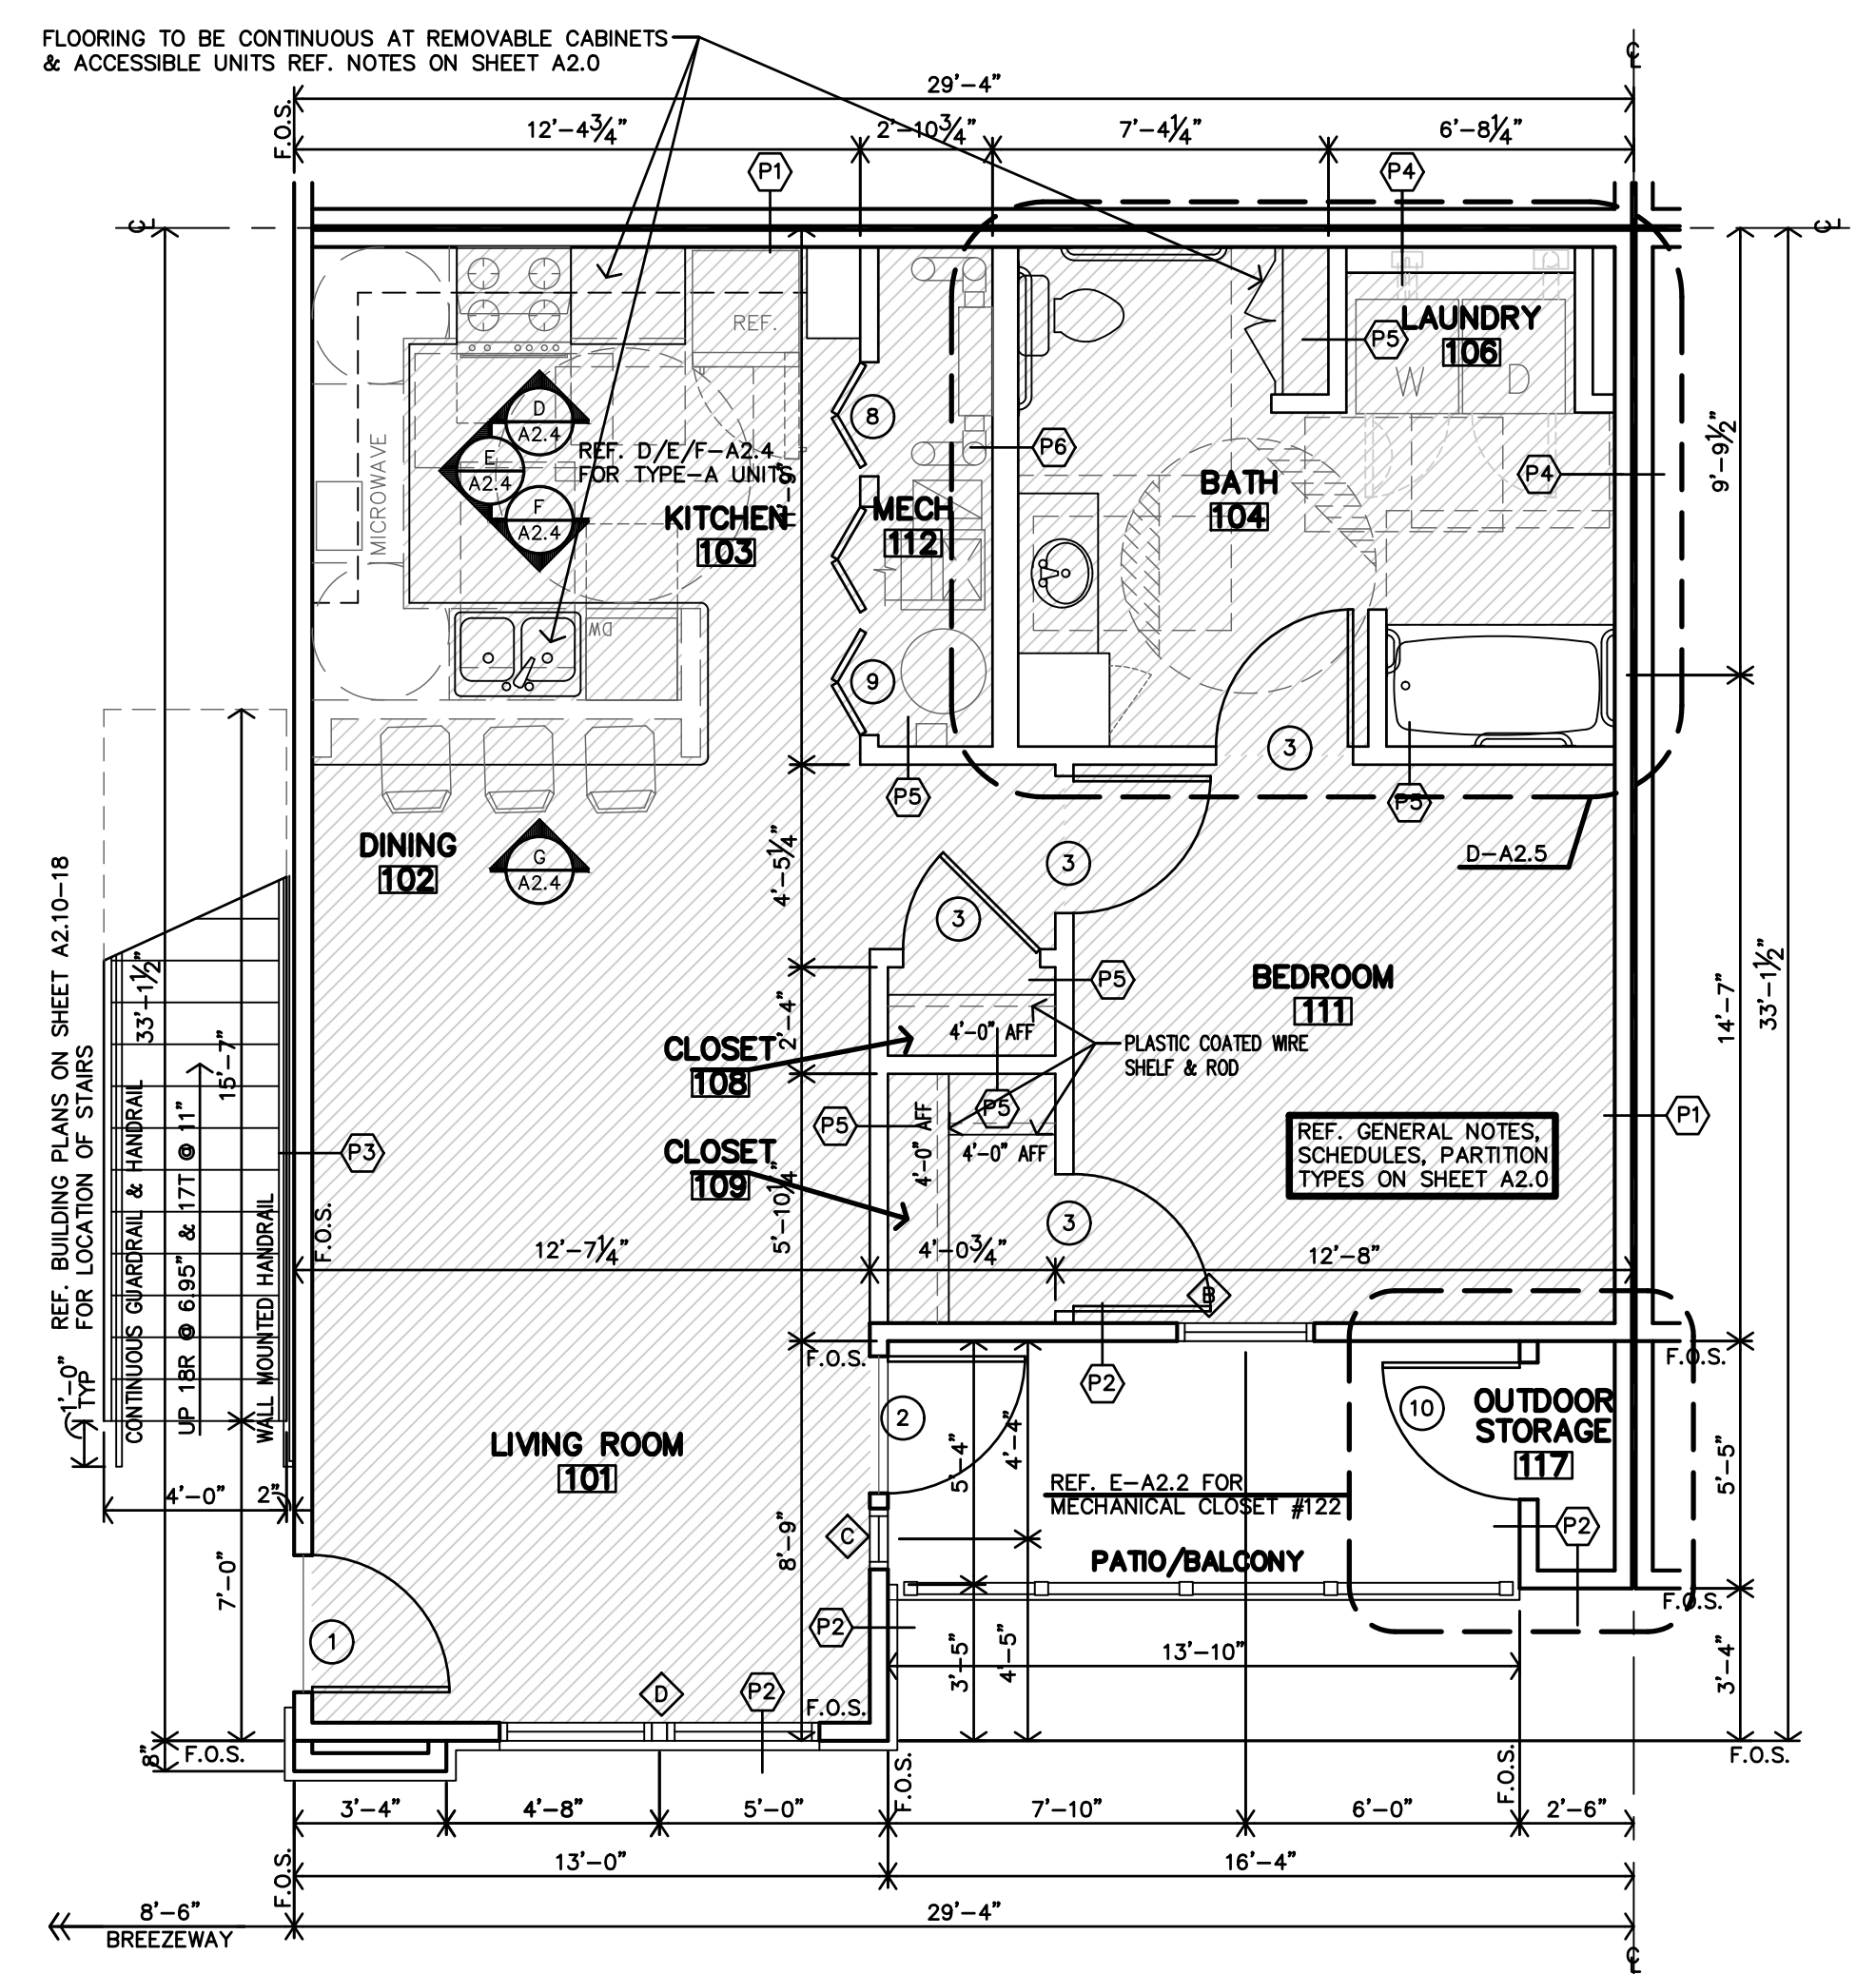 FLOORING TO BE CONTINUOUS AT REMOVABLE CABINETS
& ACCESSIBLE UNITS REF. NOTES ON SHEET A2.0
℄
29'-4"
F.O.S.
12'-4¾"
2'-10¾"
7'-4¼"
6'-8¼"
P1
P4
℄
℄
REF.
LAUNDRY
106
P5
W
D
8
D
A2.4
E
A2.4
F
A2.4
REF. D/E/F-A2.4
FOR TYPE-A UNITS
MICROWAVE
P6
P4
9'-9½"
BATH
104
KITCHEN
103
MECH
112
DW
9
3
P5
P5
DINING
102
G
A2.4
4'-5¼"
3
3
D-A2.5
REF. BUILDING PLANS ON SHEET A2.10-18
FOR LOCATION OF STAIRS
33'-1½"
15'-7"
P5
BEDROOM
111
14'-7"
33'-1½"
2'-4"
CLOSET
108
4'-0" AFF
PLASTIC COATED WIRE
SHELF & ROD
P5
P5
P1
CLOSET
109
4'-0" AFF
4'-0" AFF
REF. GENERAL NOTES,
SCHEDULES, PARTITION
TYPES ON SHEET A2.0
P3
CONTINUOUS GUARDRAIL & HANDRAIL
UP 18R @ 6.95" & 17T @ 11"
WALL MOUNTED HANDRAIL
F.O.S.
5'-10¼"
3
12'-7¼"
4'-0¾"
12'-8"
B
F.O.S.
F.O.S.
P2
1'-0"
TYP
2
10
OUTDOOR
STORAGE
117
LIVING ROOM
101
5'-4"
4'-4"
5'-5"
REF. E-A2.2 FOR
MECHANICAL CLOSET #122
4'-0"
2"
C
P2
8'-9"
PATIO/BALCONY
7'-0"
F.O.S.
1
P2
13'-10"
3'-5"
4'-5"
3'-4"
D
P2
F.O.S.
8"
F.O.S.
F.O.S.
F.O.S.
F.O.S.
3'-4"
4'-8"
5'-0"
7'-10"
6'-0"
2'-6"
F.O.S.
13'-0"
16'-4"
8'-6"
29'-4"
BREEZEWAY
℄